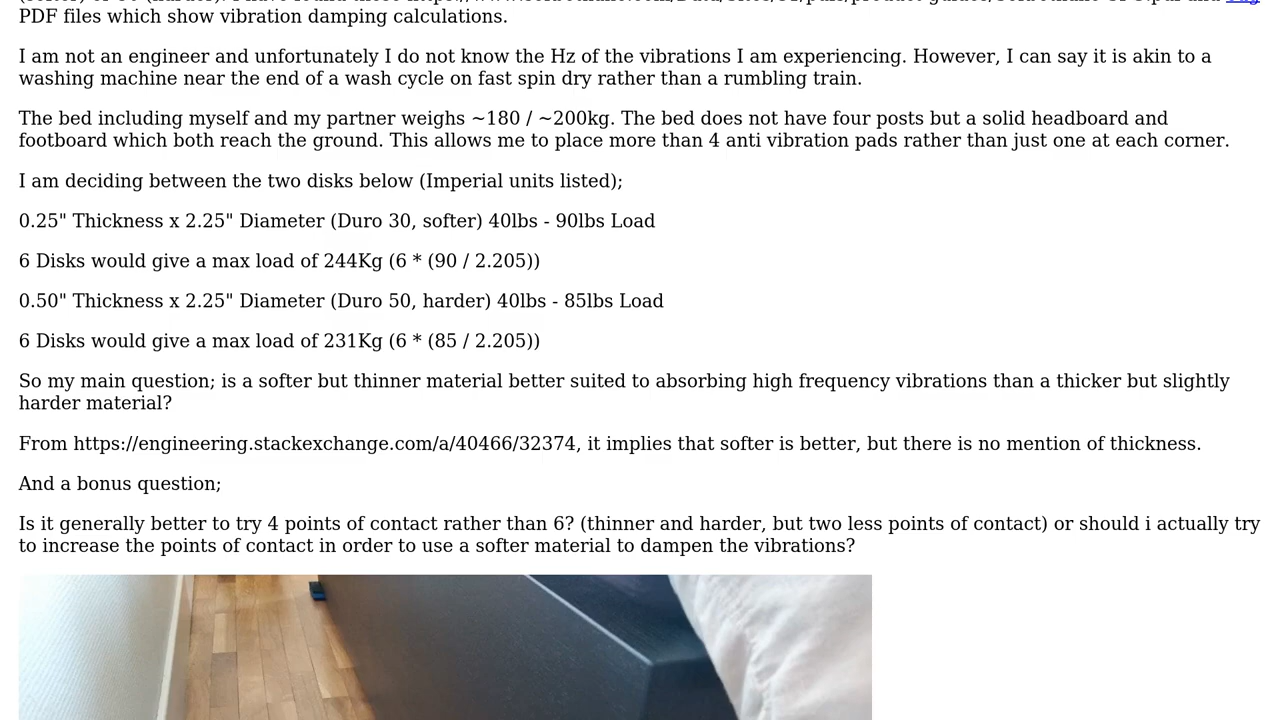 PDF files which show vibration damping calculations.
I am not an engineer and unfortunately I do not know the Hz of the vibrations I am experiencing. However, I can say it is akin to a
washing machine near the end of a wash cycle on fast spin dry rather than a rumbling train.
The bed including myself and my partner weighs ~180 / ~200kg. The bed does not have four posts but a solid headboard and
footboard which both reach the ground. This allows me to place more than 4 anti vibration pads rather than just one at each corner.
I am deciding between the two disks below (Imperial units listed);
0.25" Thickness x 2.25" Diameter (Duro 30, softer) 40lbs - 90lbs Load
6 Disks would give a max load of 244Kg (6 * (90 / 2.205))
0.50" Thickness x 2.25" Diameter (Duro 50, harder) 40lbs - 85lbs Load
6 Disks would give a max load of 231Kg (6 * (85 / 2.205))
So my main question; is a softer but thinner material better suited to absorbing high frequency vibrations than a thicker but slightly
harder material?
From https://engineering.stackexchange.com/a/40466/32374, it implies that softer is better, but there is no mention of thickness.
And a bonus question;
Is it generally better to try 4 points of contact rather than 6? (thinner and harder, but two less points of contact) or should i actually try
to increase the points of contact in order to use a softer material to dampen the vibrations?